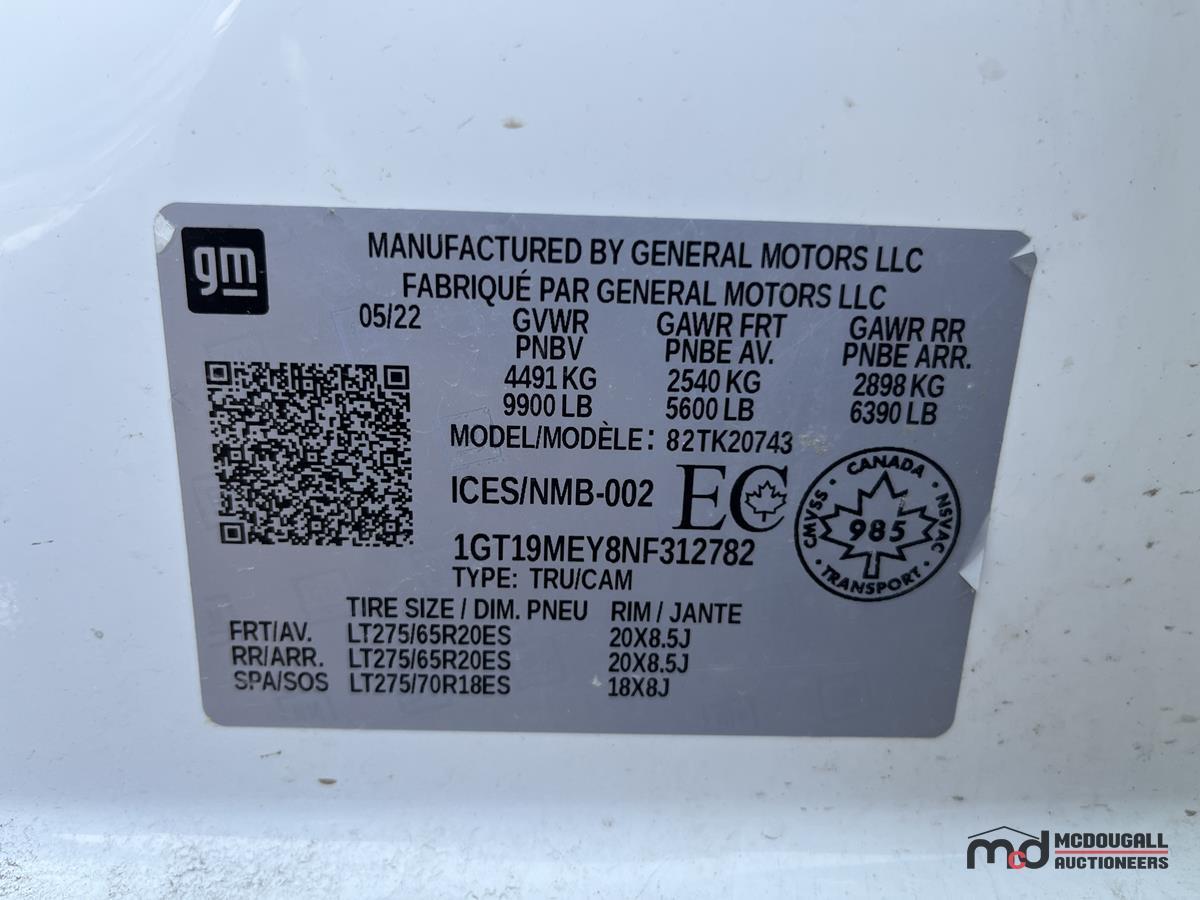 gm
MANUFACTURED BY GENERAL MOTORS LLC
FABRIQUÉ PAR GENERAL MOTORS LLC
05/22 GVWR GAWR FRT GAWR RR
PNBV PNBE AV. PNBE ARR.
4491 KG 2540 KG 2898 KG
9900 LB 5600 LB 6390 LB
MODEL/MODÈLE: 82TK20743
ICES/NMB-002 EC
CANADA
CMVSS 985 NSVAC
TRANSPORT
1GT19MEY8NF312782
TYPE: TRU/CAM
TIRE SIZE / DIM. PNEU RIM / JANTE
FRT/AV. LT275/65R20ES 20X8.5J
RR/ARR. LT275/65R20ES 20X8.5J
SPA/SOS LT275/70R18ES 18X8J
mcd MCDOUGALL
AUCTIONEERS